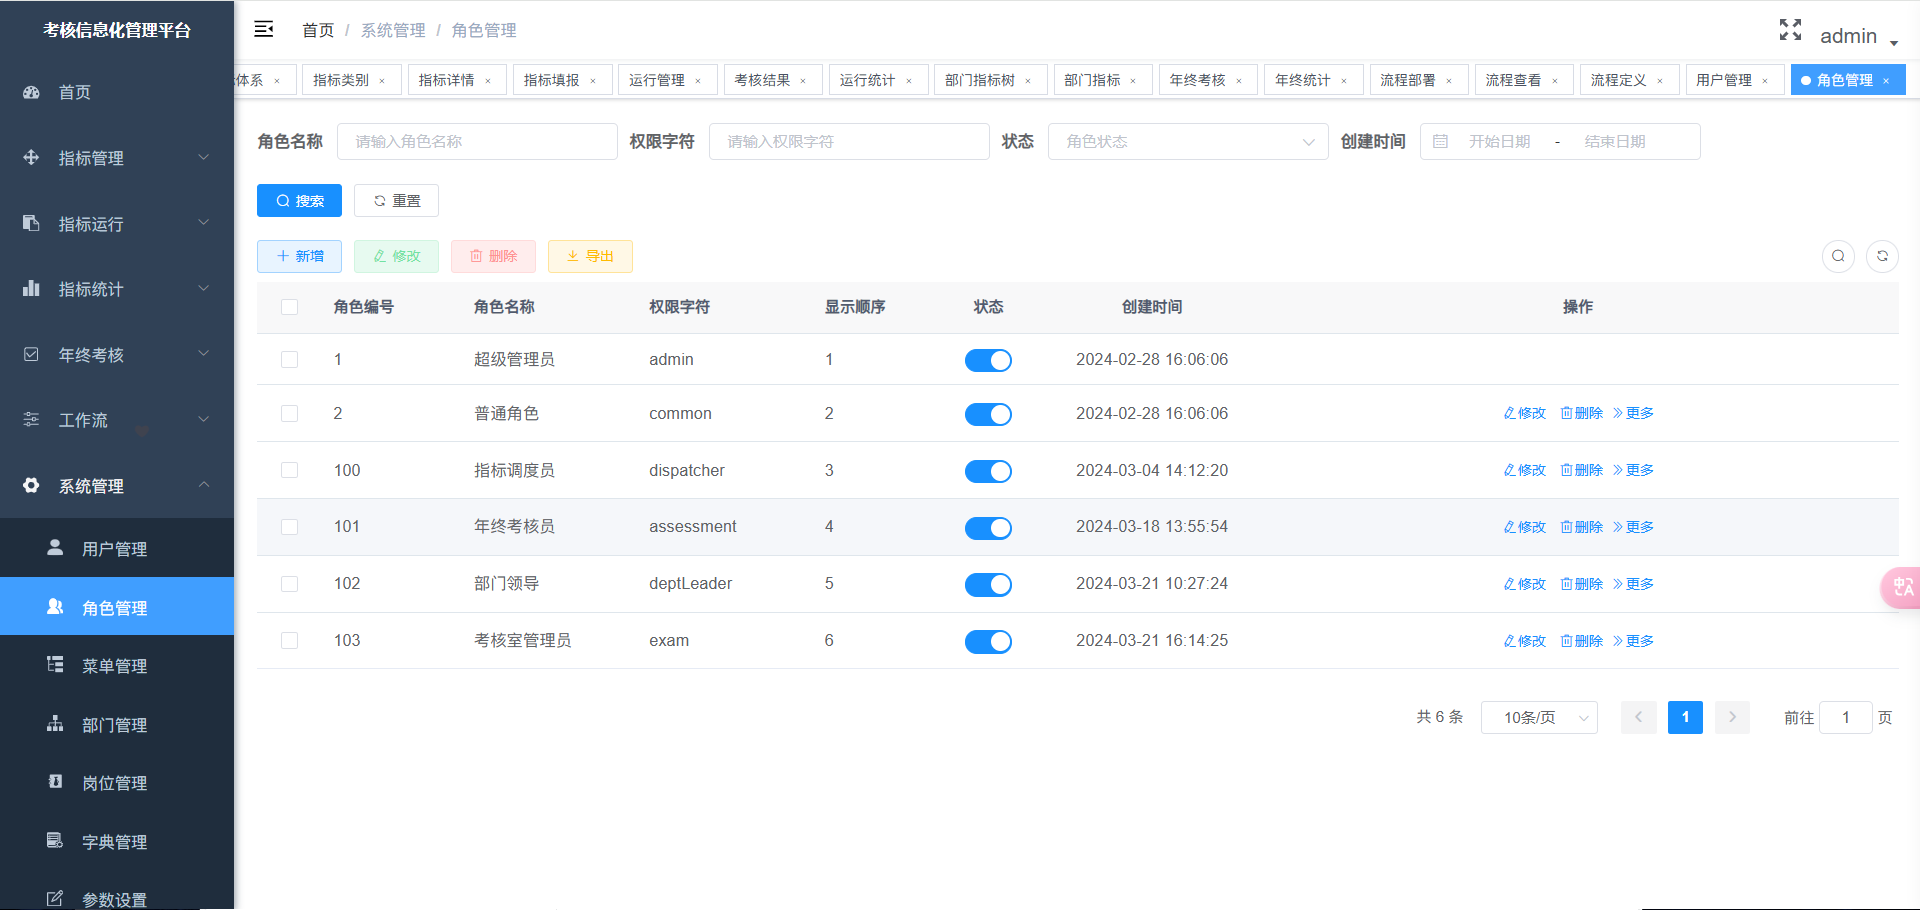 考核信息化管理平台
首页
指标管理
指标运行
指标统计
年终考核
工作流
系统管理
用户管理
角色管理
菜单管理
部门管理
岗位管理
字典管理
参数设置
首页 / 系统管理 / 角色管理
admin
体系 × 指标类别 × 指标详情 × 指标填报 × 运行管理 × 考核结果 × 运行统计 × 部门指标树 × 部门指标 × 年终考核 × 年终统计 × 流程部署 × 流程查看 × 流程定义 × 用户管理 × 角色管理 ×
角色名称 请输入角色名称 权限字符 请输入权限字符 状态 角色状态 创建时间 开始日期 - 结束日期
搜索 重置
新增 修改 删除 导出
角色编号 角色名称 权限字符 显示顺序 状态 创建时间 操作
1 超级管理员 admin 1 2024-02-28 16:06:06
2 普通角色 common 2 2024-02-28 16:06:06 修改 删除 更多
100 指标调度员 dispatcher 3 2024-03-04 14:12:20 修改 删除 更多
101 年终考核员 assessment 4 2024-03-18 13:55:54 修改 删除 更多
102 部门领导 deptLeader 5 2024-03-21 10:27:24 修改 删除 更多
103 考核室管理员 exam 6 2024-03-21 16:14:25 修改 删除 更多
共 6 条 10条/页 1 前往 1 页